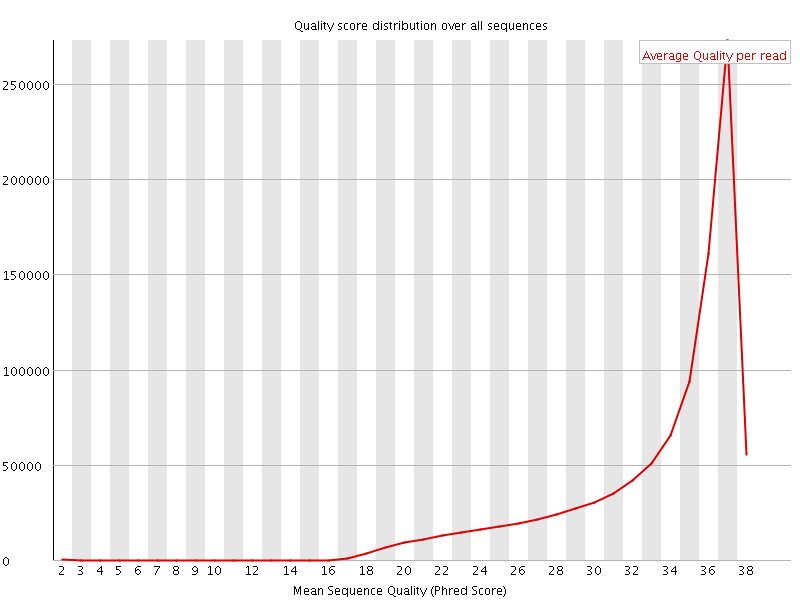 Quality score distribution over all sequences
Average Quality per read
250000
200000
150000
100000
50000
0
2 3 4 5 6 7 8 9 10 12 14 16 18 20 22 24 26 28 30 32 34 36 38
Mean Sequence Quality (Phred Score)